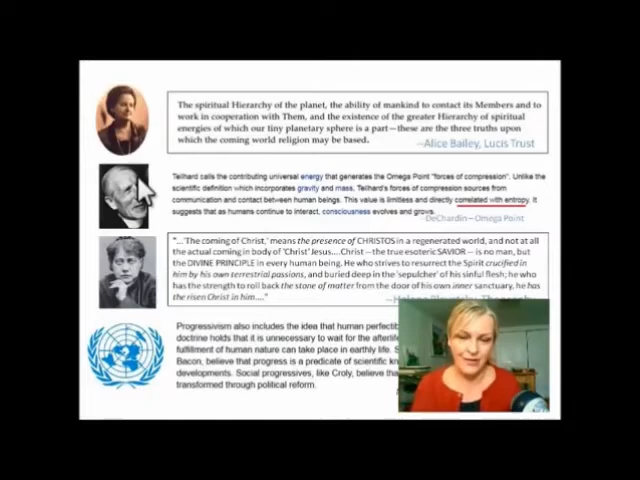 The spiritual Hierarchy of the planet, the ability of mankind to contact its Members and to
work in cooperation with Them, and the existence of the greater Hierarchy of spiritual
energies of which our tiny planetary sphere is a part—these are the three truths upon
which the coming world religion may be based.
--Alice Bailey, Lucis Trust
Teilhard calls the contributing universal energy that generates the Omega Point "forces of compression". Unlike the
scientific definition which incorporates gravity and mass, Teilhard's forces of compression sources from
communication and contact between human beings. This value is limitless and directly correlated with entropy. It
suggests that as humans continue to interact, consciousness evolves and grows.
--DeChardin – Omega Point
"…'The coming of Christ,' means the presence of CHRISTOS in a regenerated world, and not at all
the actual coming in body of 'Christ' Jesus.…Christ—the true esoteric SAVIOR—is no man, but
the DIVINE PRINCIPLE in every human being. He who strives to resurrect the Spirit crucified in
him by his own terrestrial passions, and buried deep in the 'sepulcher' of his sinful flesh; he who
has the strength to roll back the stone of matter from the door of his own inner sanctuary, he has
the risen Christ in him…."
Progressivism also includes the idea that human
doctrine holds that it is unnecessary to wait for the
fulfillment of human nature can take place in earthly life.
Bacon, believe that progress is a predicate of scientific
developments. Social progressives, like Croly, believe
transformed through political reform.